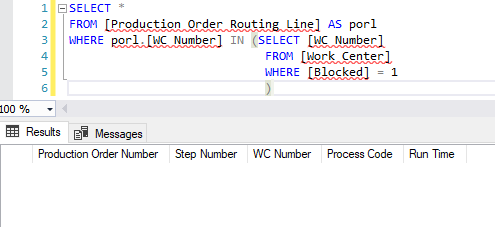 1 SELECT *
2 FROM [Production Order Routing Line] AS porl
3 WHERE porl.[WC Number] IN (SELECT [WC Number]
4 FROM [Work Center]
5 WHERE [Blocked] = 1
6 )
100 %
Results Messages
Production Order Number Step Number WC Number Process Code Run Time